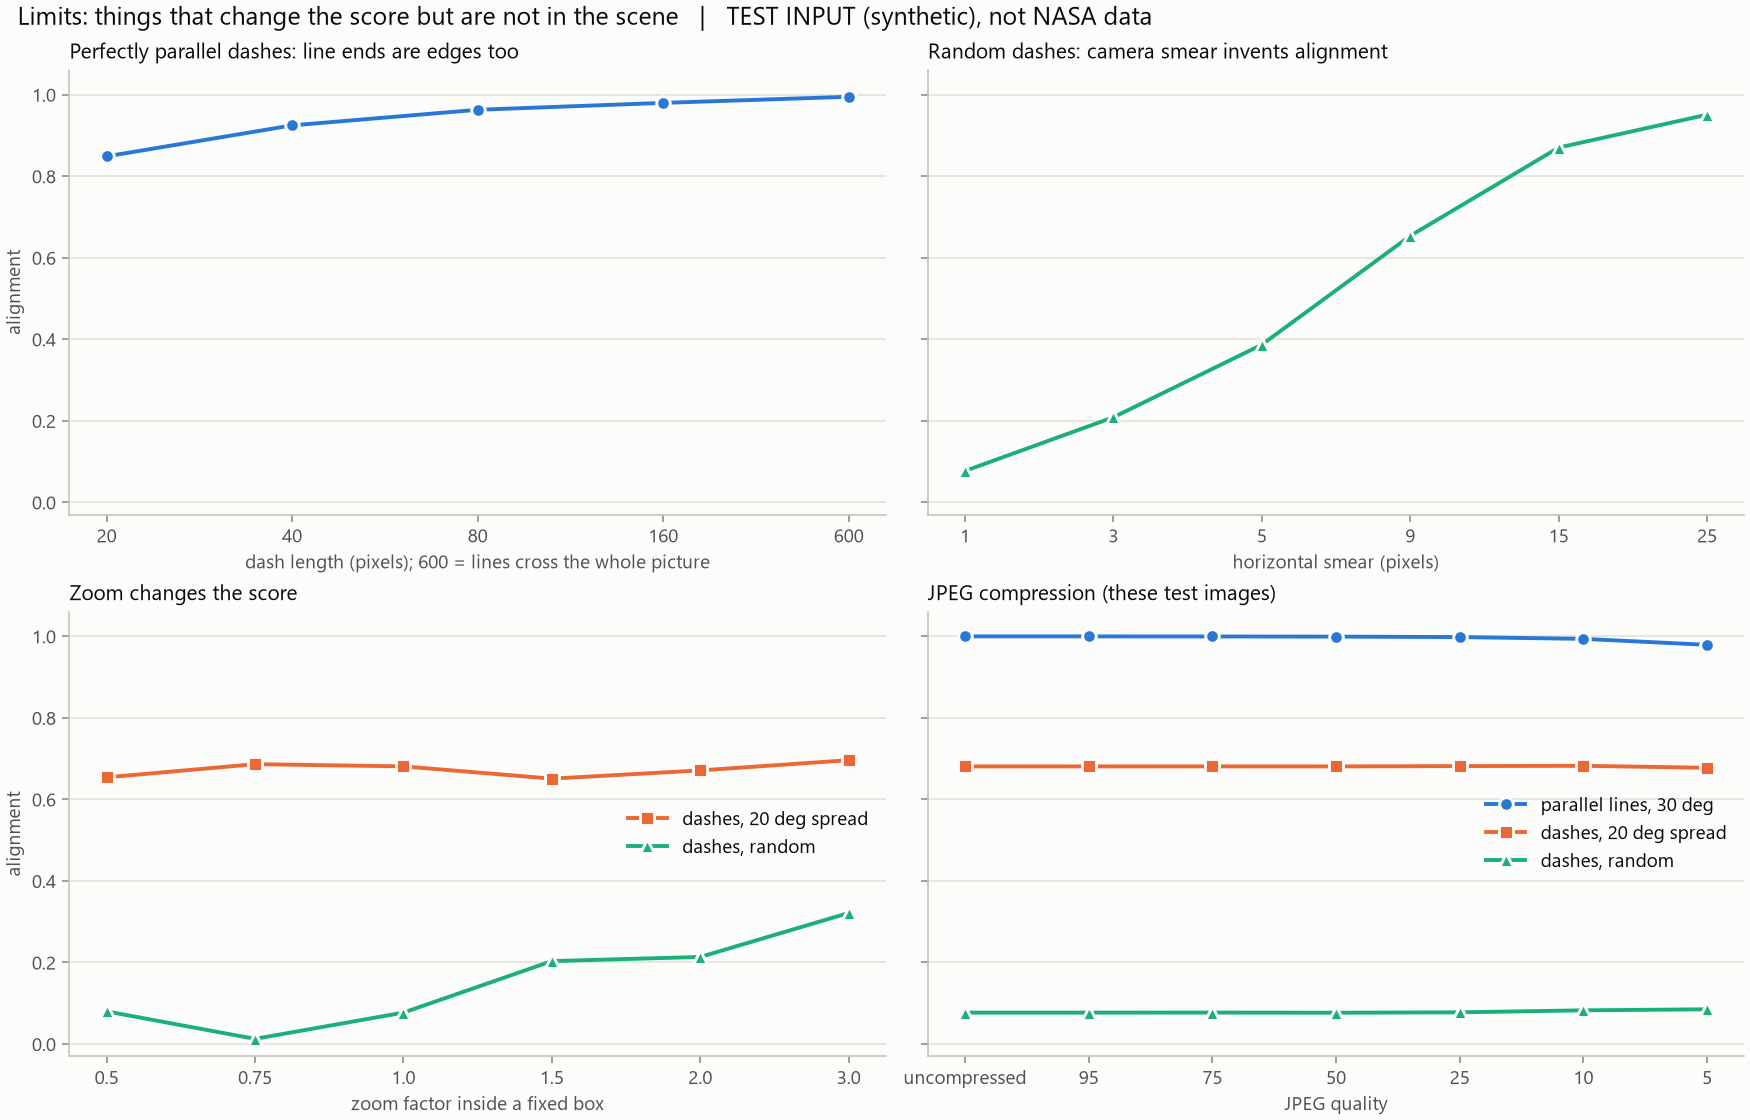 Limits: things that change the score but are not in the scene | TEST INPUT (synthetic), not NASA data
Perfectly parallel dashes: line ends are edges too
alignment
1.0
0.8
0.6
0.4
0.2
0.0
20 40 80 160 600
dash length (pixels); 600 = lines cross the whole picture
Random dashes: camera smear invents alignment
1 3 5 9 15 25
horizontal smear (pixels)
Zoom changes the score
alignment
1.0
0.8
0.6
0.4
0.2
0.0
dashes, 20 deg spread
dashes, random
0.5 0.75 1.0 1.5 2.0 3.0
zoom factor inside a fixed box
JPEG compression (these test images)
parallel lines, 30 deg
dashes, 20 deg spread
dashes, random
uncompressed 95 75 50 25 10 5
JPEG quality